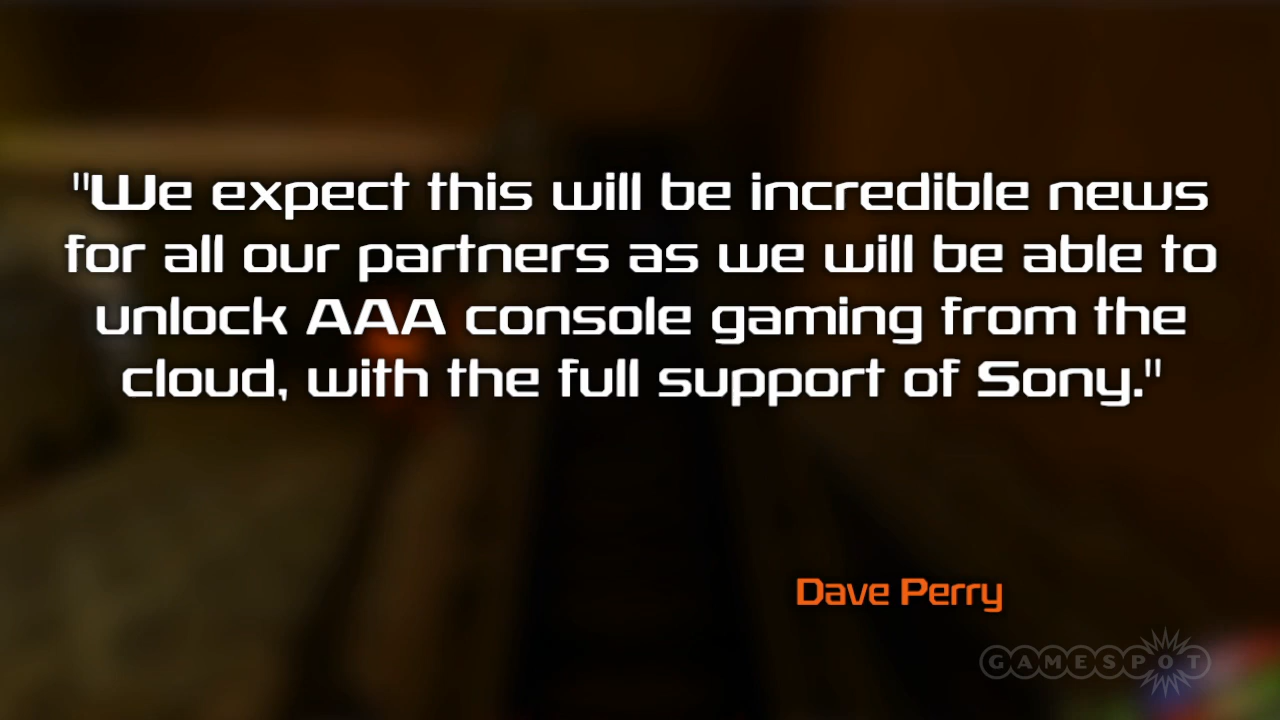 "We expect this will be incredible news
for all our partners as we will be able to
unlock AAA console gaming from the
cloud, with the full support of Sony."
Dave Perry
GAMESPOT